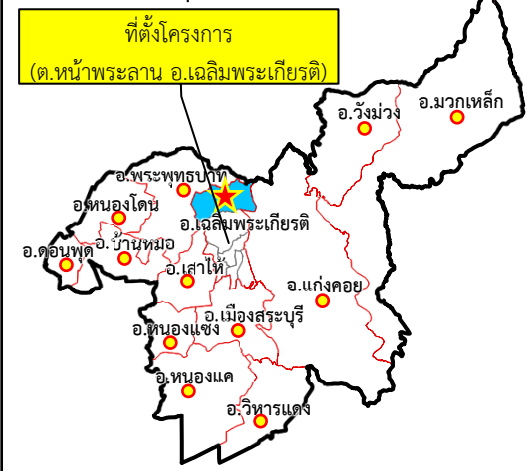 ที่ตั้งโครงการ
(ต.หน้าพระลาน อ.เฉลิมพระเกียรติ)
อ.มวกเหล็ก
อ.วังม่วง
อ.พระพุทธบาท
อ.หนองโดน
อ.เฉลิมพระเกียรติ
อ.บ้านหมอ
อ.ดอนพุด
อ.เสาไห้
อ.แก่งคอย
อ.เมืองสระบุรี
อ.หนองแซง
อ.หนองแค
อ.วิหารแดง